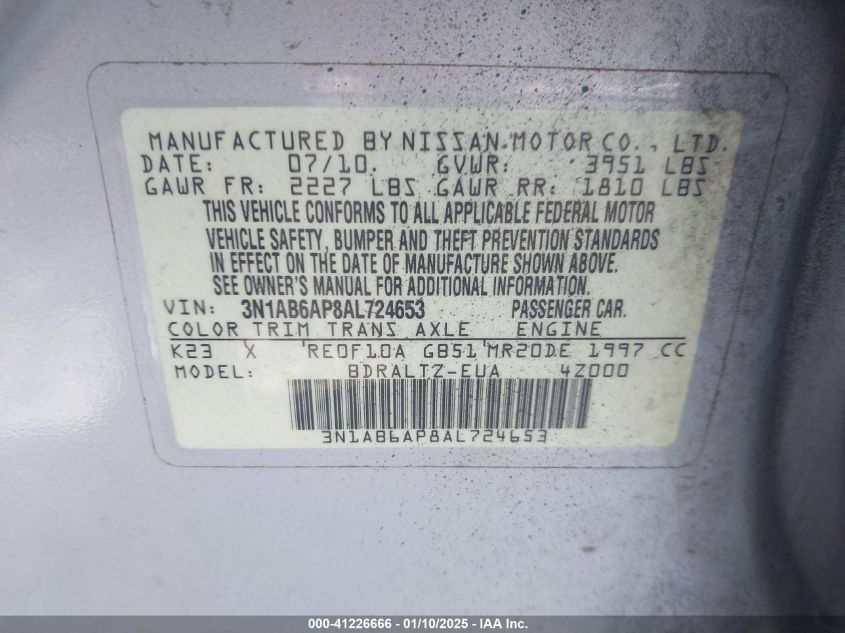 MANUFACTURED BY NISSAN MOTOR CO., LTD.
DATE: 07/10 GVWR: 3951 LBS
GAWR FR: 2227 LBS GAWR RR: 1810 LBS
THIS VEHICLE CONFORMS TO ALL APPLICABLE FEDERAL MOTOR
VEHICLE SAFETY, BUMPER AND THEFT PREVENTION STANDARDS
IN EFFECT ON THE DATE OF MANUFACTURE SHOWN ABOVE.
SEE OWNER'S MANUAL FOR ADDITIONAL INFORMATION.
VIN: 3N1AB6AP8AL724653 PASSENGER CAR.
COLOR TRIM TRANS AXLE ENGINE
K23 X RE0F10A GB51 MR20DE 1997 CC
MODEL: BDRALTZ-EUA 4Z000
3N1AB6AP8AL724653
000-41226666 - 01/10/2025 - IAA Inc.